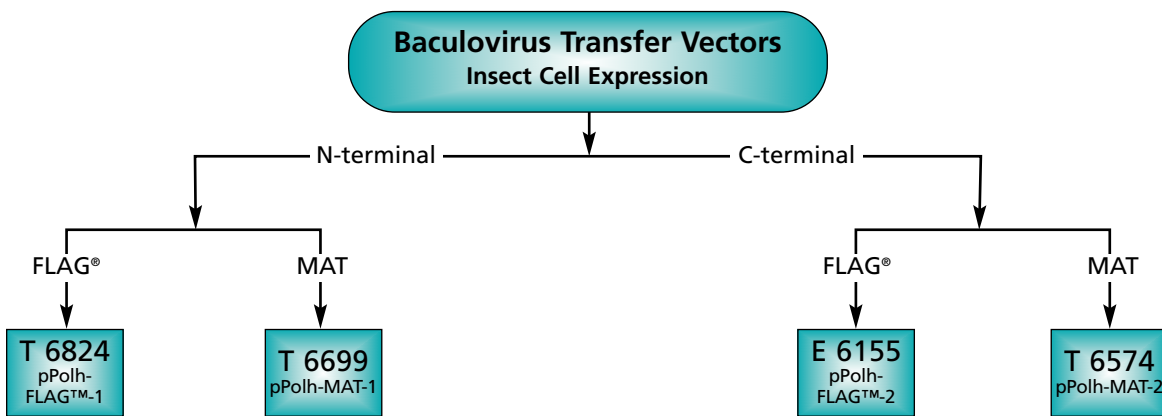 Baculovirus Transfer Vectors
Insect Cell Expression
N-terminal
C-terminal
FLAG®
MAT
FLAG®
MAT
T 6824
pPolh-
FLAG™-1
T 6699
pPolh-MAT-1
E 6155
pPolh-
FLAG™-2
T 6574
pPolh-MAT-2